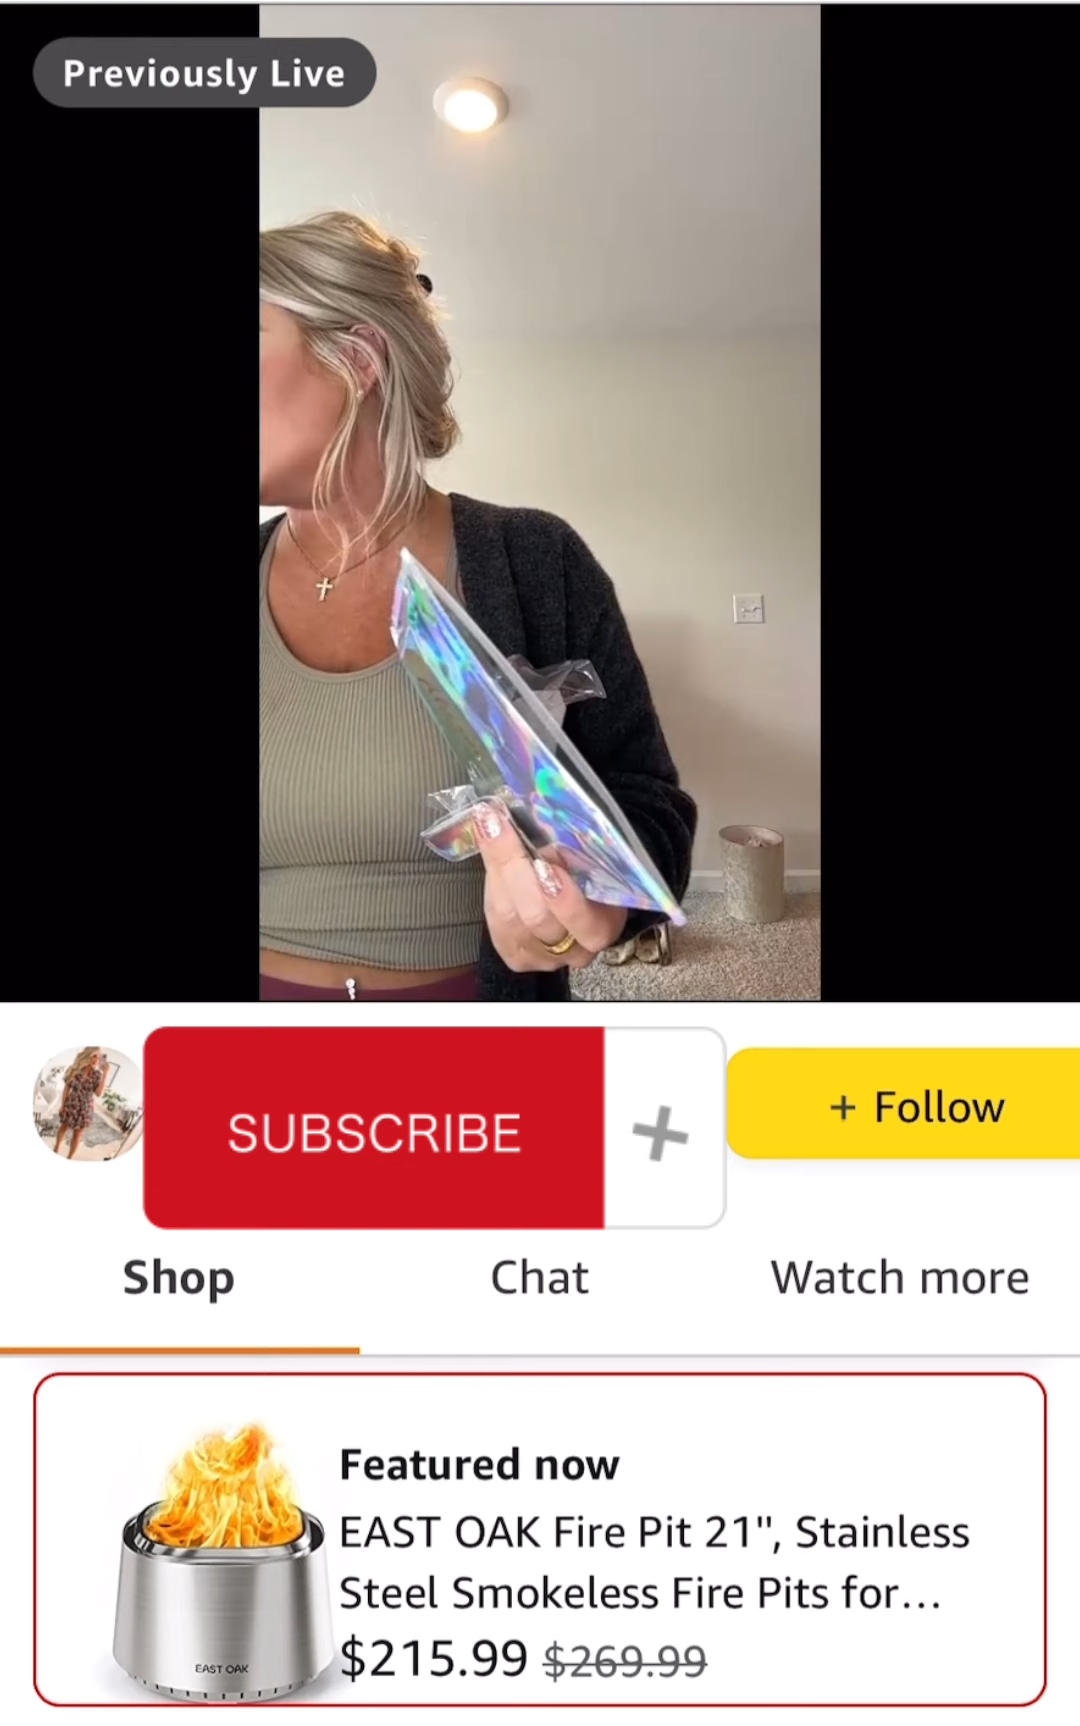 Previously Live
SUBSCRIBE
+ Follow
Shop
Chat
Watch more
Featured now
EAST OAK Fire Pit 21", Stainless
Steel Smokeless Fire Pits for...
$215.99 $269.99
EAST OAK